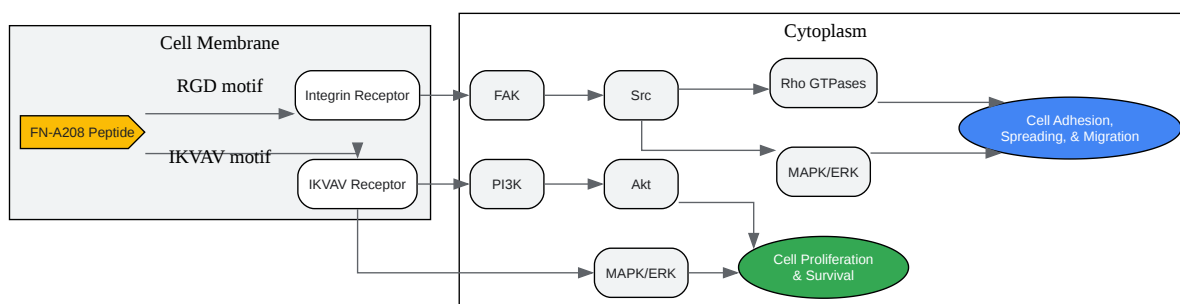 Cell Membrane
Cytoplasm
RGD motif
Integrin Receptor
FAK
Src
Rho GTPases
FN-A208 Peptide
Cell Adhesion,
Spreading, & Migration
IKVAV motif
IKVAV Receptor
PI3K
Akt
MAPK/ERK
MAPK/ERK
Cell Proliferation
& Survival